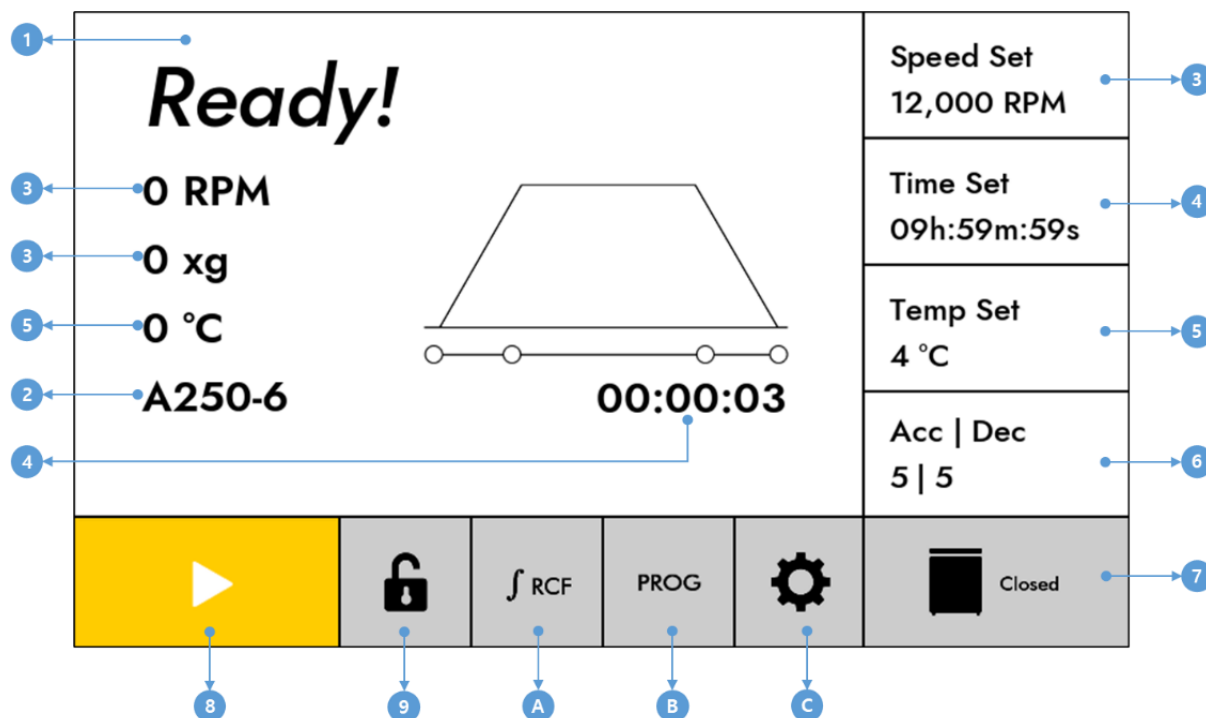 1
Ready!
3
0 RPM
3
0 xg
5
0 °C
2
A250-6
00:00:03
4
Speed Set
12,000 RPM
3
Time Set
09h:59m:59s
4
Temp Set
4 °C
5
Acc | Dec
5 | 5
6
∫ RCF
PROG
Closed
7
8
9
A
B
C